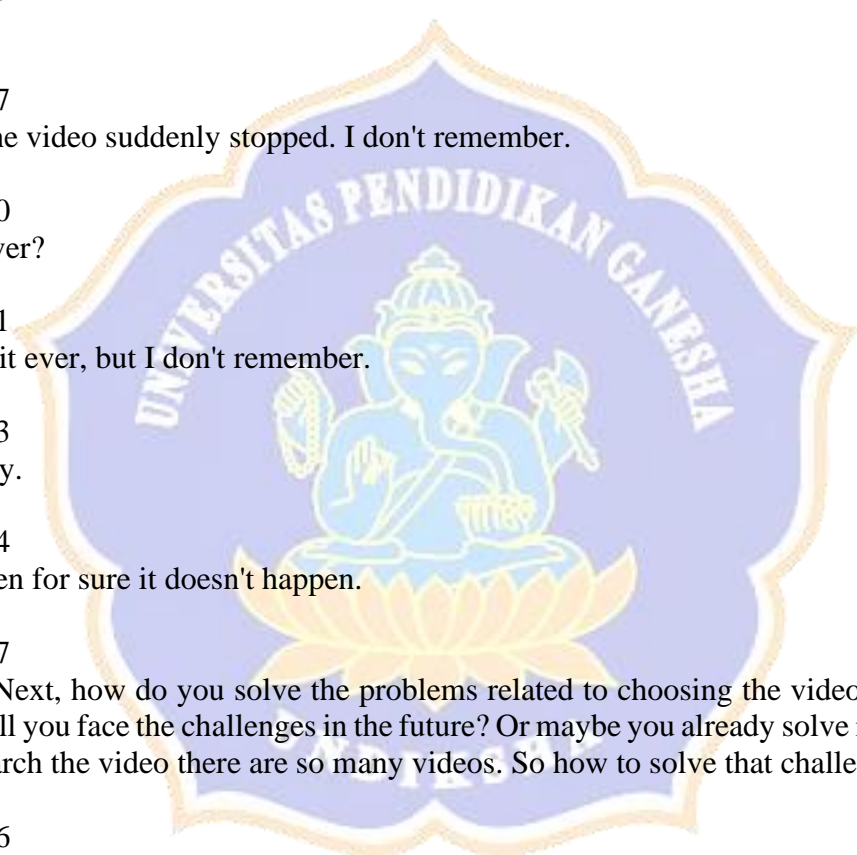 7
e video suddenly stopped. I don't remember.
0
ver?
1
it ever, but I don't remember.
3
y.
4
en for sure it doesn't happen.
7
Next, how do you solve the problems related to choosing the video
ll you face the challenges in the future? Or maybe you already solve
arch the video there are so many videos. So how to solve that challe
6
UNIVERSITAS PENDIDIKAN GANESHA
UNDIKSHA